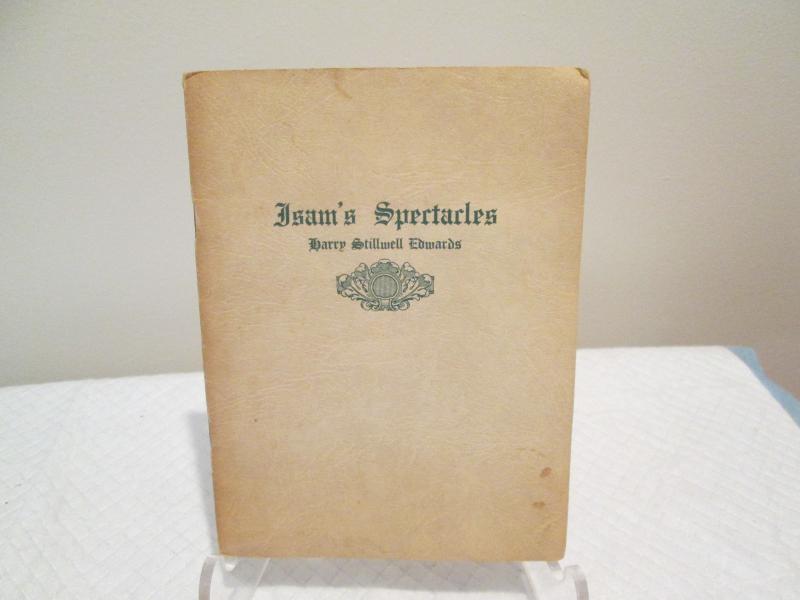 Isam's Spectacles
Harry Stillwell Edwards